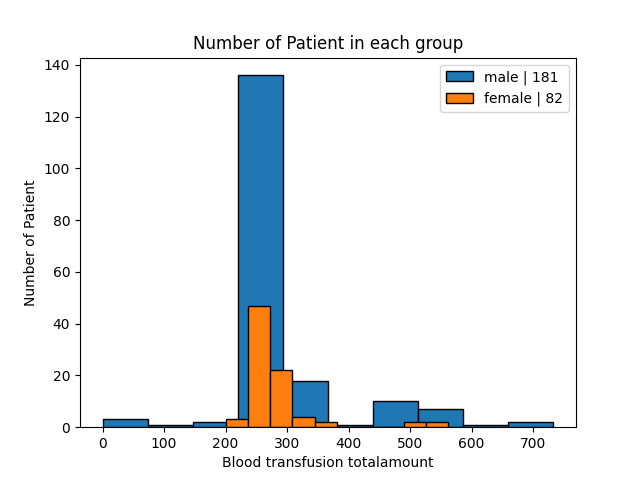 Number of Patient in each group
male | 181
female | 82
140
120
100
80
60
40
20
0
Number of Patient
0 100 200 300 400 500 600 700
Blood transfusion totalamount